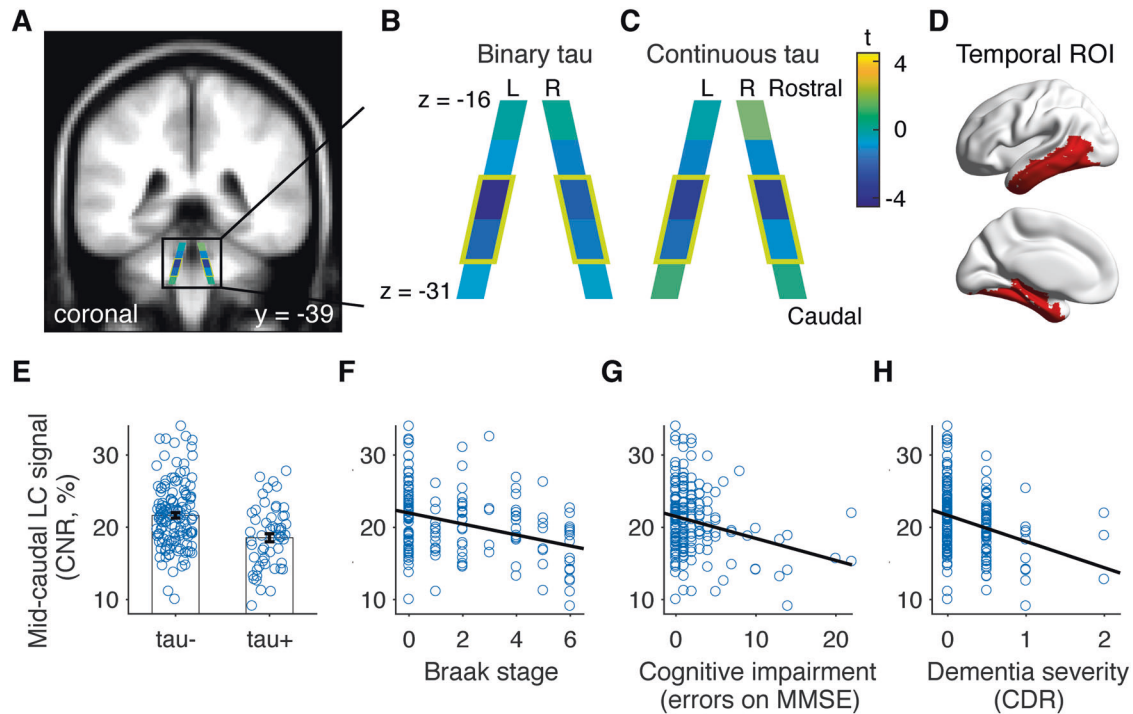 A
coronal
y = -39
B
Binary tau
L R
z = -16
z = -31
C
Continuous tau
L R Rostral
Caudal
t
4
0
-4
D
Temporal ROI
E
Mid-caudal LC signal
(CNR, %)
30
20
10
tau- tau+
F
30
20
10
0 2 4 6
Braak stage
G
30
20
10
0 10 20
Cognitive impairment
(errors on MMSE)
H
30
20
10
0 1 2
Dementia severity
(CDR)